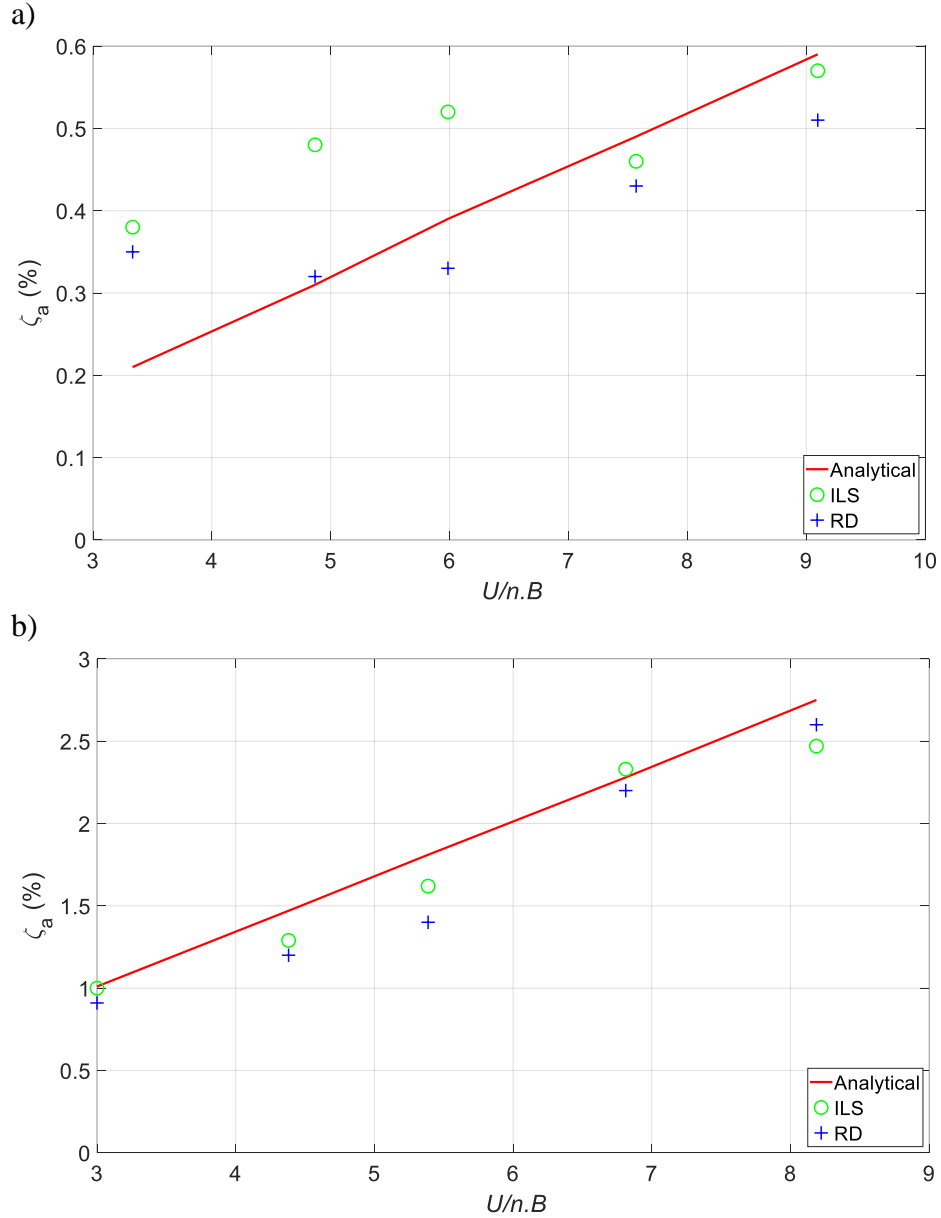 a)
0.6
0.5
0.4
0.3
0.2
0.1
0
ζa (%)
3 4 5 6 7 8 9 10
U/n.B
Analytical
ILS
RD
b)
3
2.5
2
1.5
1
0.5
0
ζa (%)
3 4 5 6 7 8 9
U/n.B
Analytical
ILS
RD